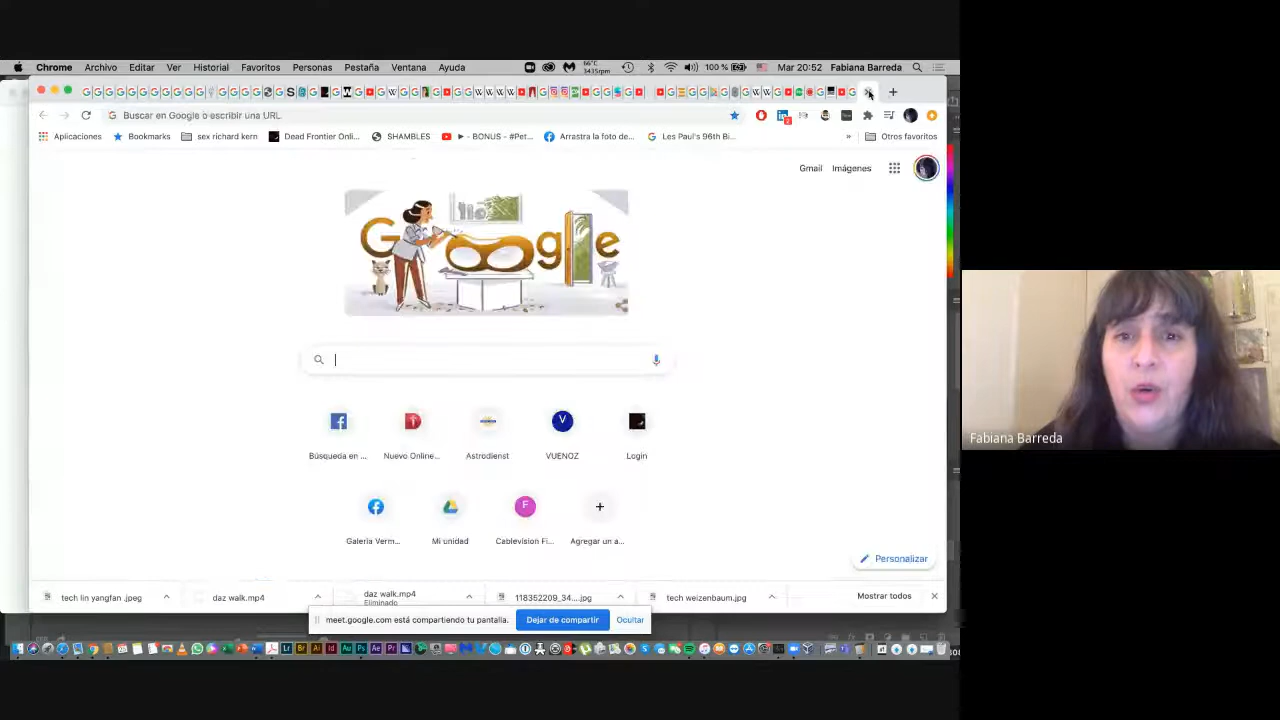 Chrome Archivo Editar Ver Historial Favoritos Personas Pestaña Ventana Ayuda 66°C 3435rpm 100 % Mar 20:52 Fabiana Barreda
Buscar en Google o escribir una URL
Aplicaciones Bookmarks sex richard kern Dead Frontier Onli... SHAMBLES ► - BONUS - #Pet... Arrastra la foto de... Les Paul's 96th Bi... » Otros favoritos
Gmail Imágenes
Google
Búsqueda en ... Nuevo Online... Astrodienst VUENOZ Login
Galería Verm... Mi unidad Cablevision Fi... Agregar un a...
Personalizar
tech lin yangfan .jpeg daz walk.mp4 daz walk.mp4 118352209_34....jpg tech weizenbaum.jpg Mostrar todos
Eliminado
meet.google.com está compartiendo tu pantalla. Dejar de compartir Ocultar
Fabiana Barreda